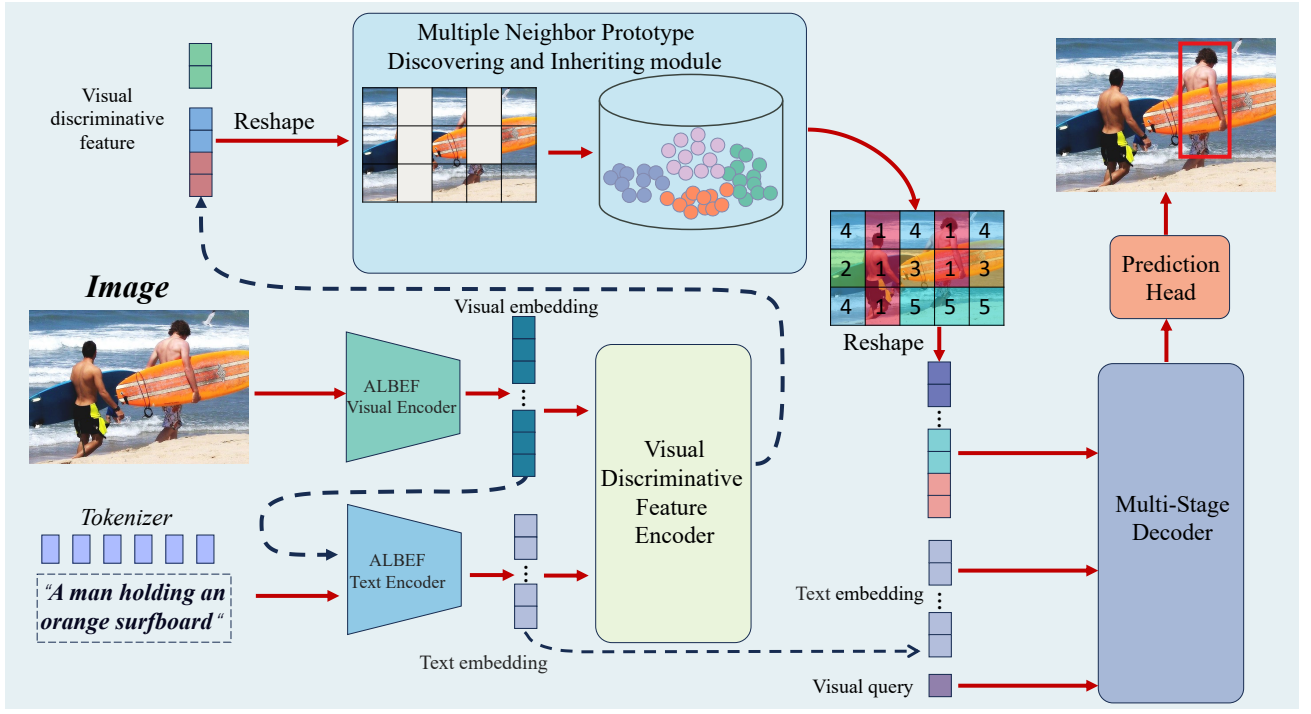 Multiple Neighbor Prototype
Discovering and Inheriting module
Visual
discriminative
feature
Reshape
4 1 4 1 4
2 1 3 1 3
4 1 5 5 5
Reshape
Prediction
Head
Image
Visual embedding
ALBEF
Visual Encoder
Visual
Discriminative
Feature
Encoder
Tokenizer
“A man holding an
orange surfboard “
ALBEF
Text Encoder
Text embedding
Text embedding
Visual query
Multi-Stage
Decoder